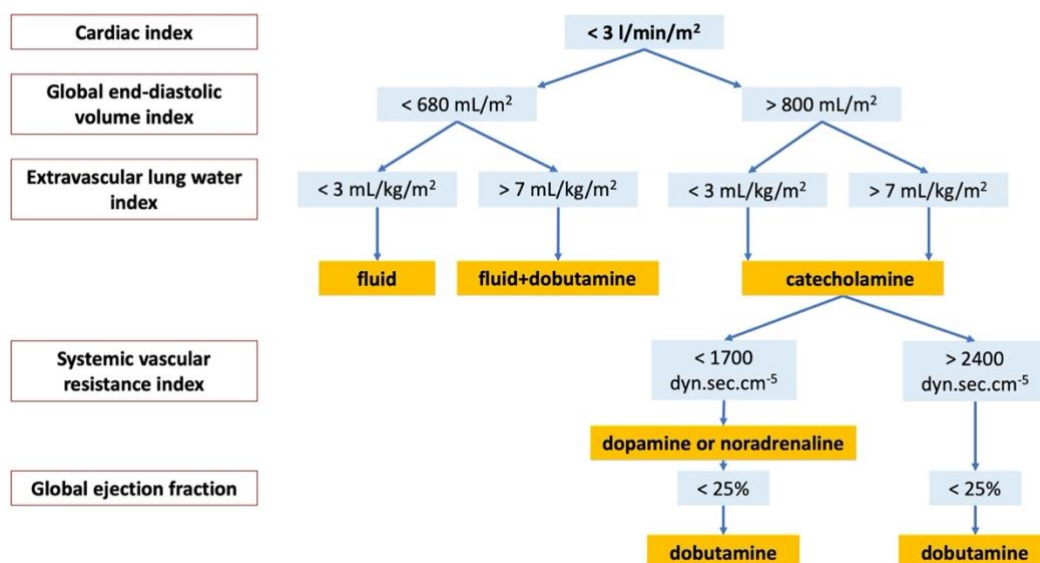 Cardiac index
< 3 l/min/m²
Global end-diastolic
volume index
< 680 mL/m²
> 800 mL/m²
Extravascular lung water
index
< 3 mL/kg/m²
> 7 mL/kg/m²
< 3 mL/kg/m²
> 7 mL/kg/m²
fluid
fluid+dobutamine
catecholamine
Systemic vascular
resistance index
< 1700
dyn.sec.cm⁻⁵
> 2400
dyn.sec.cm⁻⁵
dopamine or noradrenaline
Global ejection fraction
< 25%
< 25%
dobutamine
dobutamine